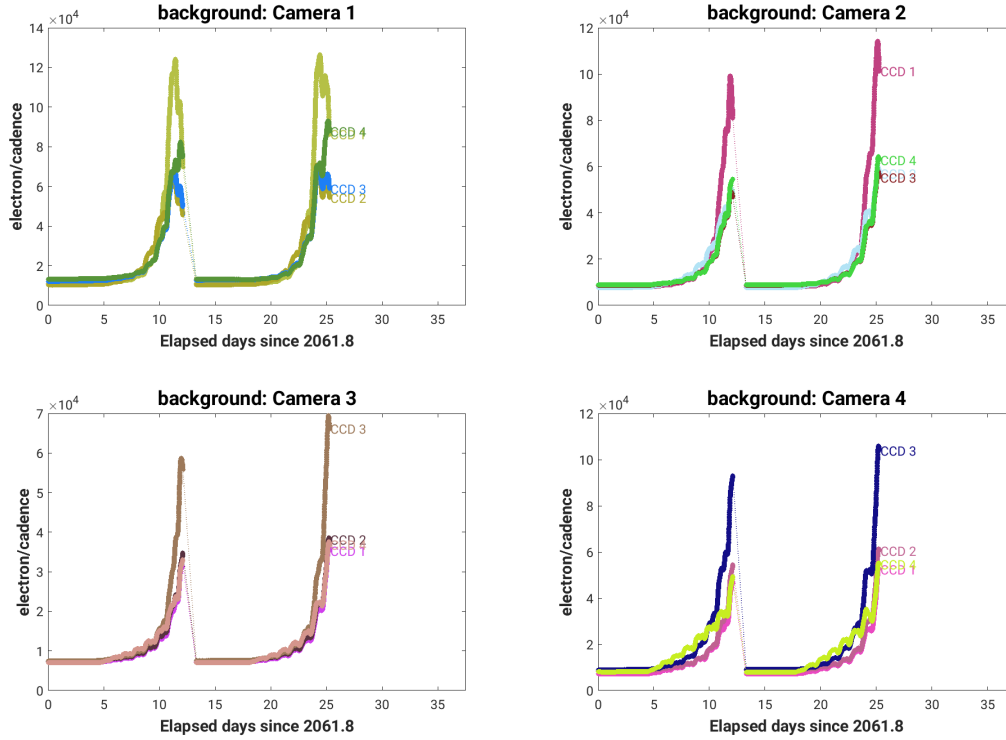 background: Camera 1
×10⁴
14
12
10
8
6
4
2
0
electron/cadence
CCD 4
CCD 3
CCD 2
0 5 10 15 20 25 30 35
Elapsed days since 2061.8
background: Camera 2
×10⁴
12
10
8
6
4
2
0
electron/cadence
CCD 1
CCD 4
CCD 3
0 5 10 15 20 25 30 35
Elapsed days since 2061.8
background: Camera 3
×10⁴
7
6
5
4
3
2
1
0
electron/cadence
CCD 3
CCD 2
CCD 1
0 5 10 15 20 25 30 35
Elapsed days since 2061.8
background: Camera 4
×10⁴
12
10
8
6
4
2
0
electron/cadence
CCD 3
CCD 2
CCD 4
CCD 1
0 5 10 15 20 25 30 35
Elapsed days since 2061.8